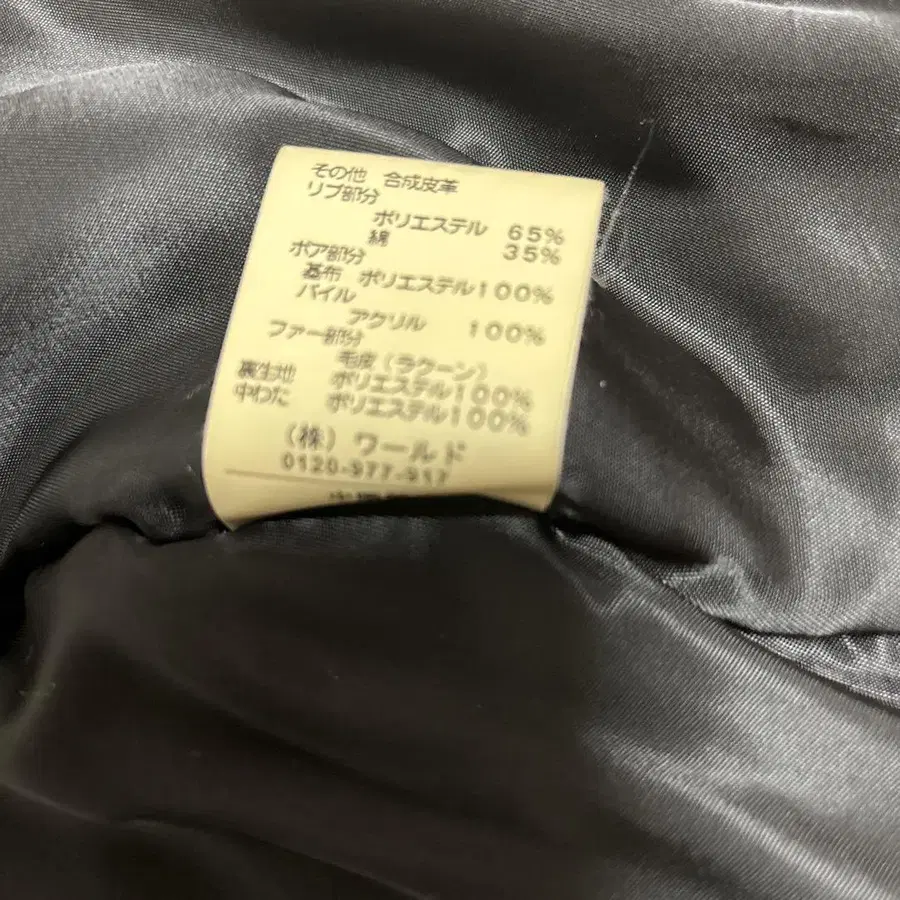 その他 合成皮革
リブ部分
ポリエステル 65%
綿 35%
ボア部分
基布 ポリエステル100%
パイル
アクリル 100%
ファー部分
毛皮(ラクーン)
裏生地 ポリエステル100%
中わた ポリエステル100%
(株)ワールド
0120-977-917